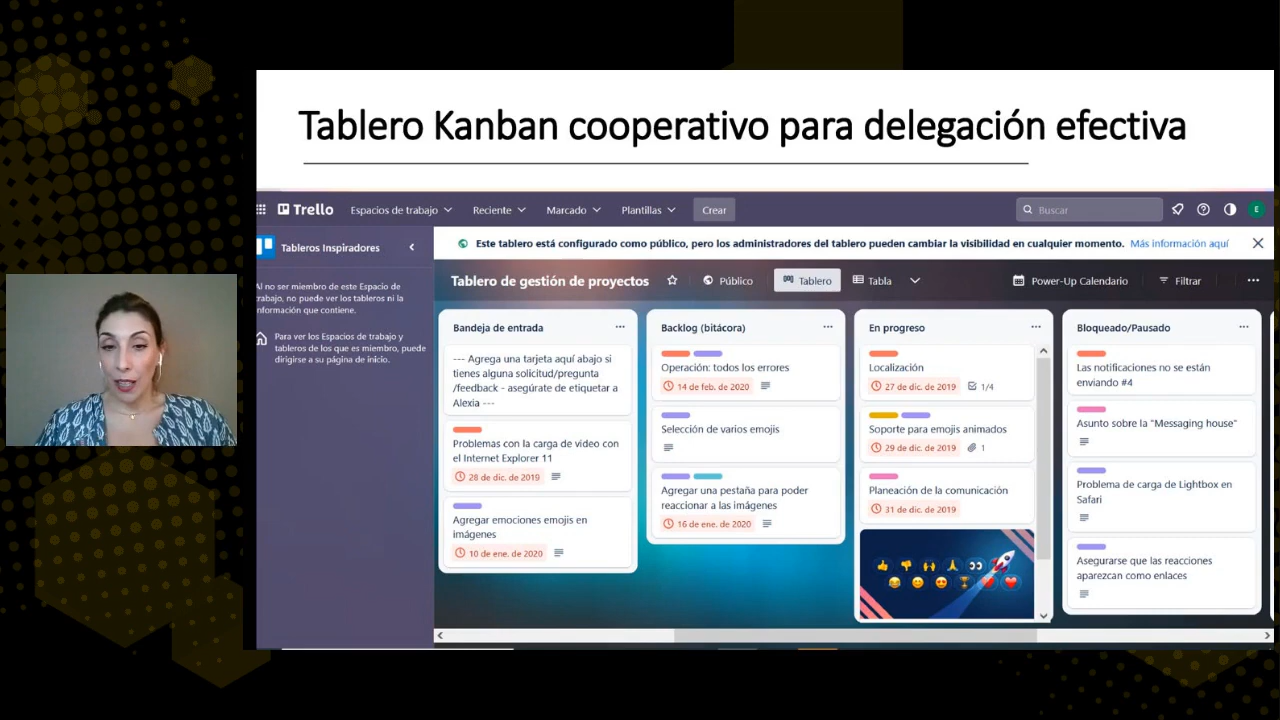 Tablero Kanban cooperativo para delegación efectiva
Trello
Espacios de trabajo
Reciente
Marcado
Plantillas
Crear
Buscar
E
Tableros Inspiradores
Al no ser miembro de este Espacio de
trabajo, no puede ver los tableros ni la
información que contiene.
Para ver los Espacios de trabajo y
tableros de los que es miembro, puede
dirigirse a su página de inicio.
Este tablero está configurado como público, pero los administradores del tablero pueden cambiar la visibilidad en cualquier momento. Más información aquí
Tablero de gestión de proyectos
Público
Tablero
Tabla
Power-Up Calendario
Filtrar
Bandeja de entrada
--- Agrega una tarjeta aquí abajo si
tienes alguna solicitud/pregunta
/feedback - asegúrate de etiquetar a
Alexia ---
Problemas con la carga de video con
el Internet Explorer 11
28 de dic. de 2019
Agregar emociones emojis en
imágenes
10 de ene. de 2020
Backlog (bitácora)
Operación: todos los errores
14 de feb. de 2020
Selección de varios emojis
Agregar una pestaña para poder
reaccionar a las imágenes
16 de ene. de 2020
En progreso
Localización
27 de dic. de 2019
1/4
Soporte para emojis animados
29 de dic. de 2019
1
Planeación de la comunicación
31 de dic. de 2019
Bloqueado/Pausado
Las notificaciones no se están
enviando #4
Asunto sobre la "Messaging house"
Problema de carga de Lightbox en
Safari
Asegurarse que las reacciones
aparezcan como enlaces